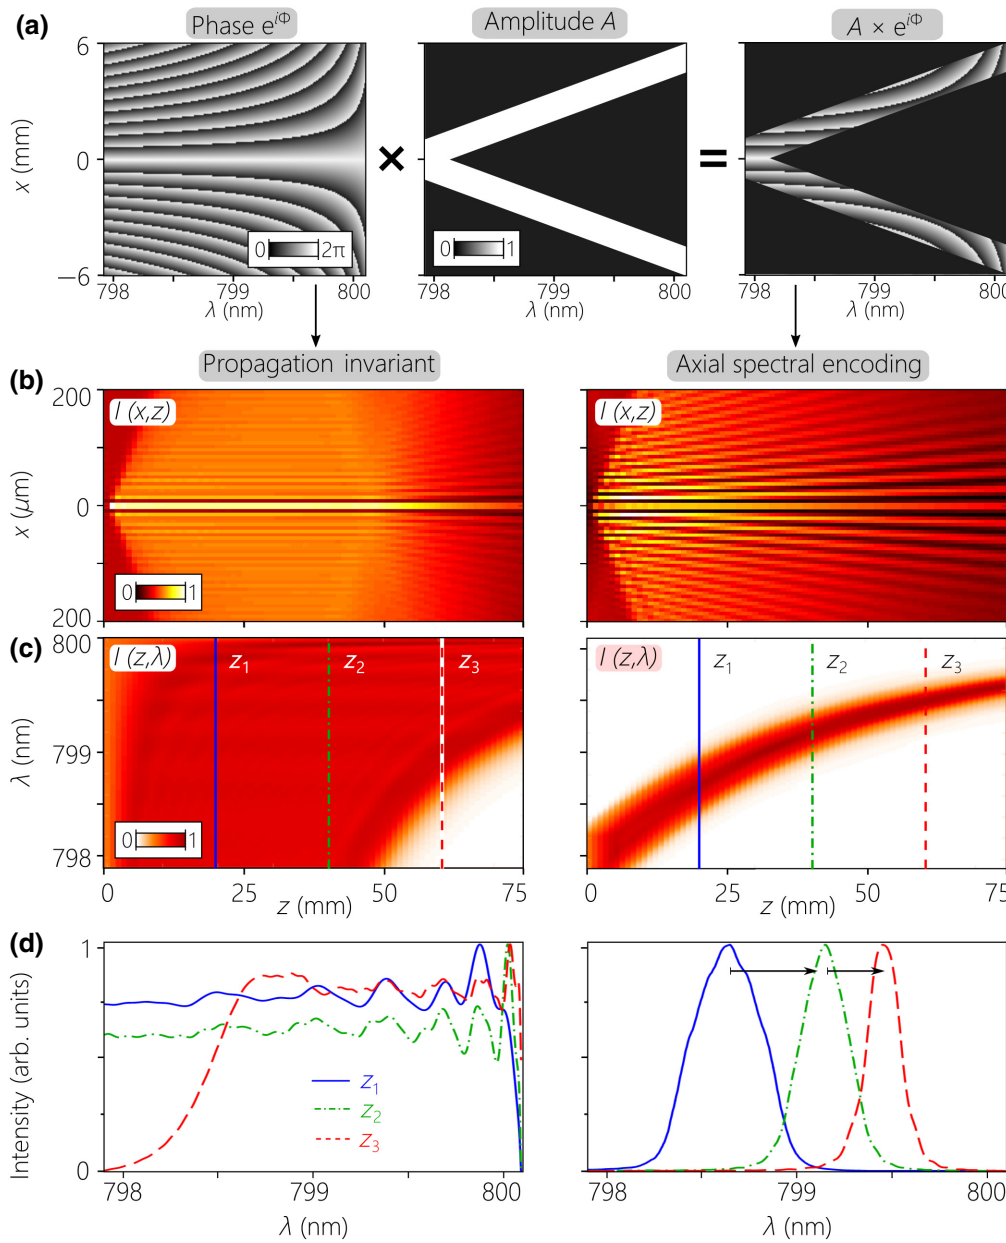 (a)
Phase e^{iΦ}
Amplitude A
A × e^{iΦ}
6
0
−6
x (mm)
0 2π
0 1
×
=
798 799 800
798 799 800
798 799 800
λ (nm)
λ (nm)
λ (nm)
Propagation invariant
Axial spectral encoding
(b)
200
0
200
x (μm)
I (x,z)
I (x,z)
0 1
(c)
800
799
798
λ (nm)
I (z,λ)
z₁
z₂
z₃
I (z,λ)
z₁
z₂
z₃
0 1
0 25 50 75
0 25 50 75
z (mm)
z (mm)
(d)
1
0
Intensity (arb. units)
z₁
z₂
z₃
798 799 800
798 799 800
λ (nm)
λ (nm)